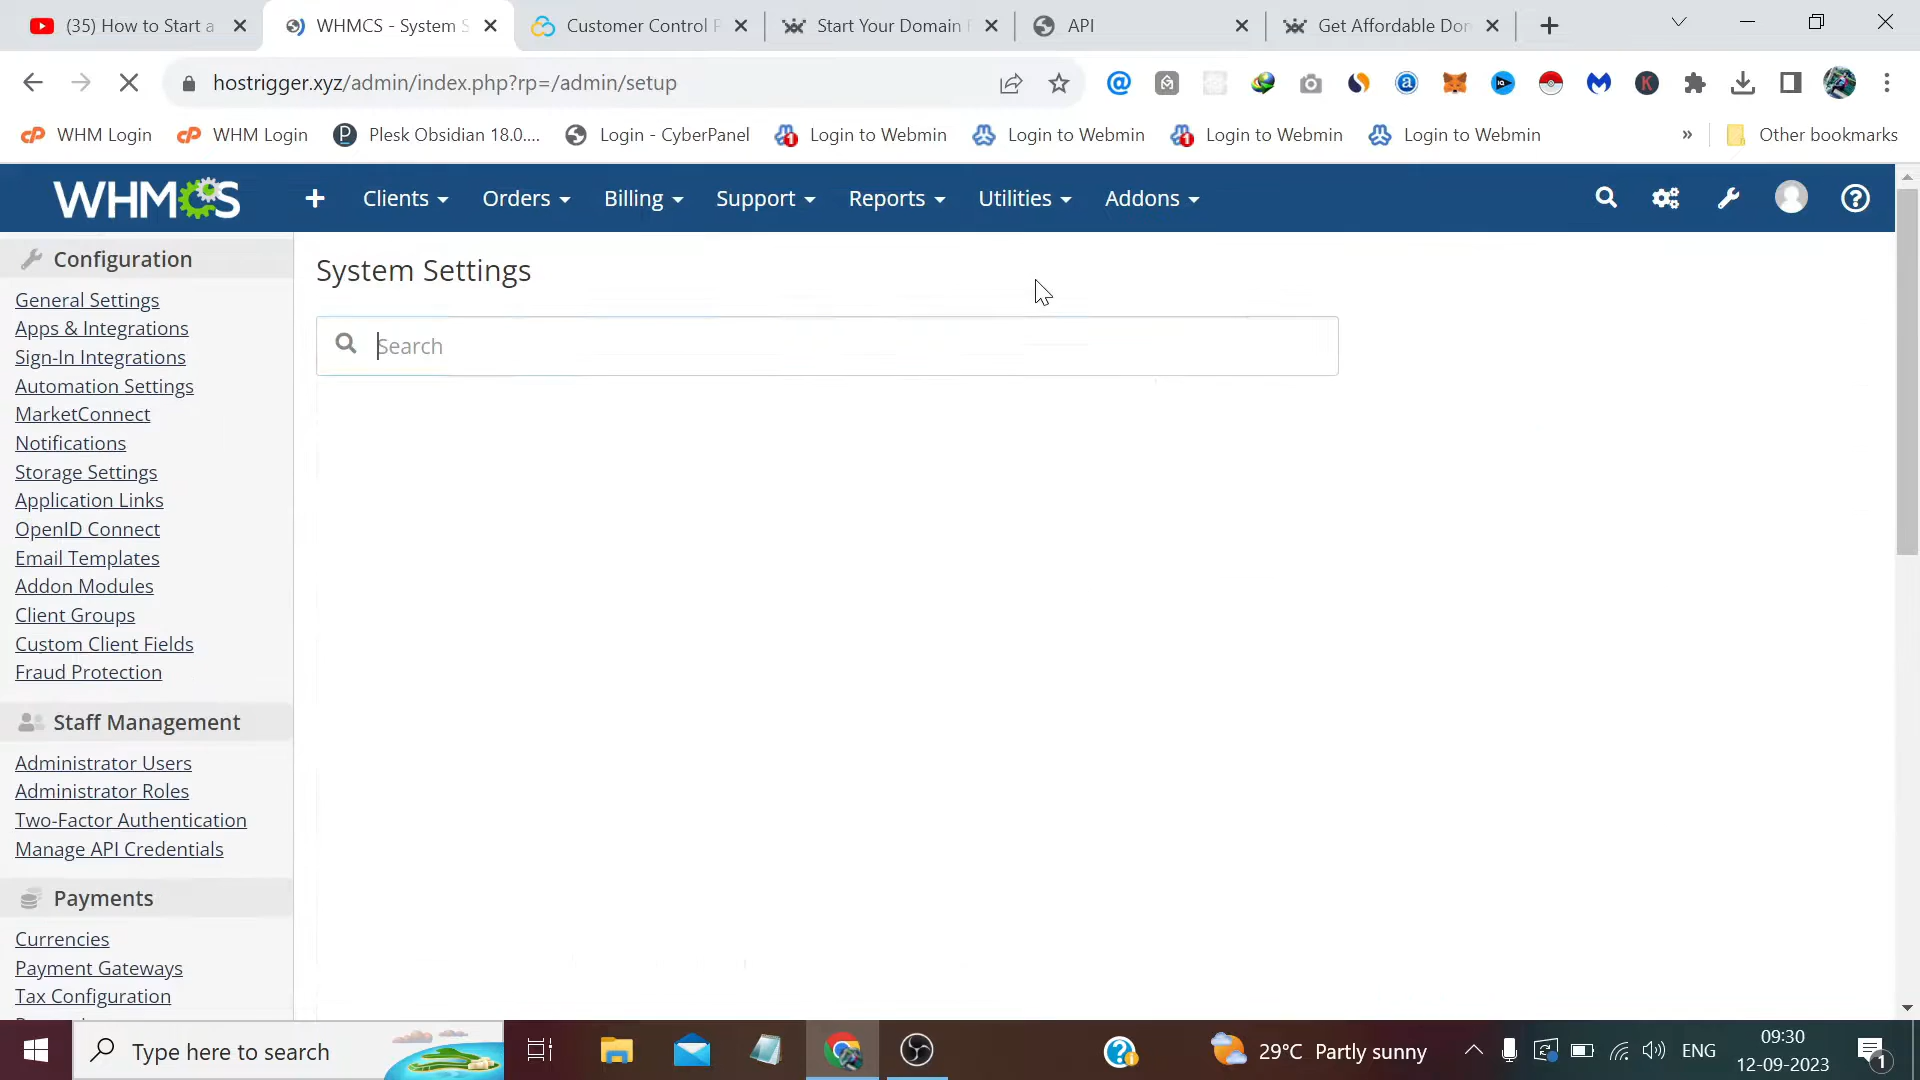 (35) How to Start a
WHMCS - System S
Customer Control P
Start Your Domain R
API
Get Affordable Dom
hostrigger.xyz/admin/index.php?rp=/admin/setup
WHM Login
WHM Login
Plesk Obsidian 18.0....
Login - CyberPanel
Login to Webmin
Login to Webmin
Login to Webmin
Login to Webmin
»
Other bookmarks
WHMCS
Clients
Orders
Billing
Support
Reports
Utilities
Addons
Configuration
General Settings
Apps & Integrations
Sign-In Integrations
Automation Settings
MarketConnect
Notifications
Storage Settings
Application Links
OpenID Connect
Email Templates
Addon Modules
Client Groups
Custom Client Fields
Fraud Protection
Staff Management
Administrator Users
Administrator Roles
Two-Factor Authentication
Manage API Credentials
Payments
Currencies
Payment Gateways
Tax Configuration
System Settings
Search
Type here to search
29°C Partly sunny
ENG
09:30
12-09-2023
1